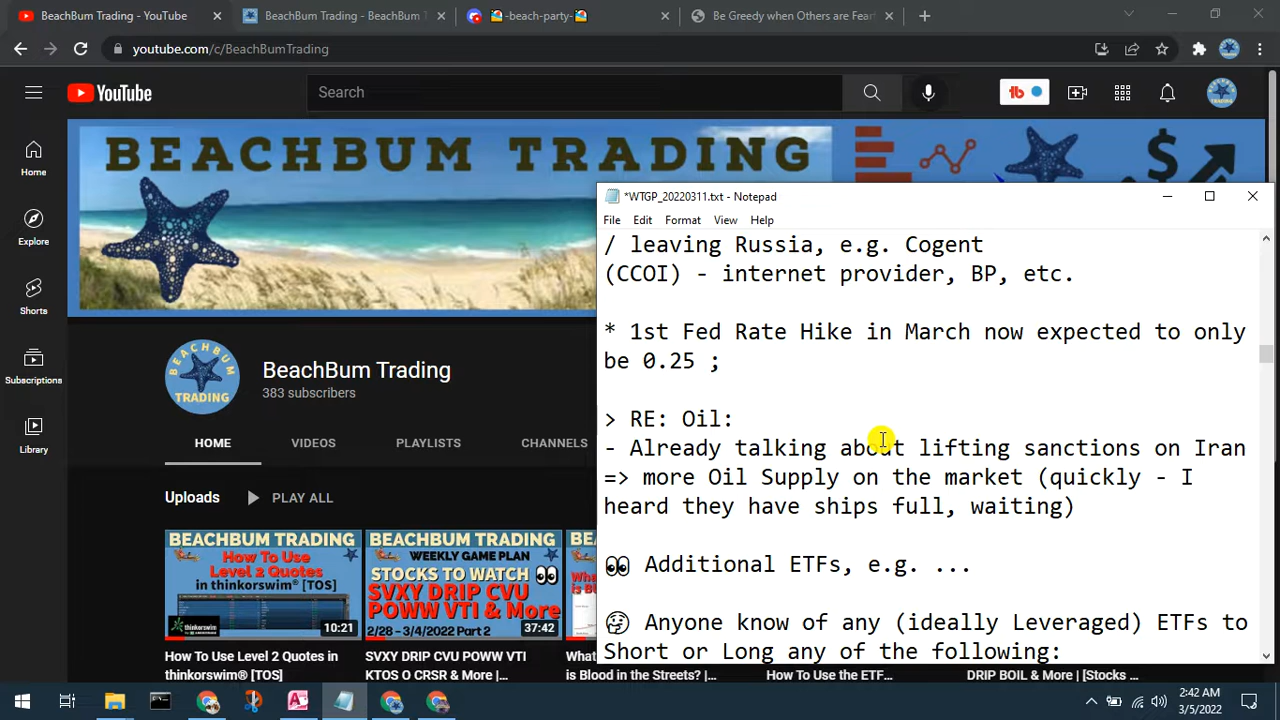 BeachBum Trading - YouTube
BeachBum Trading - BeachBum T
-beach-party-
Be Greedy when Others are Fear
youtube.com/c/BeachBumTrading
YouTube
Search
Home
Explore
Shorts
Subscriptions
Library
BEACHBUM TRADING
BEACHBUM TRADING
BeachBum Trading
383 subscribers
HOME
VIDEOS
PLAYLISTS
CHANNELS
Uploads
PLAY ALL
BEACHBUM TRADING
How To Use
Level 2 Quotes
in thinkorswim® [TOS]
thinkorswim
10:21
How To Use Level 2 Quotes in
thinkorswim® [TOS]
BEACHBUM TRADING
WEEKLY GAME PLAN
STOCKS TO WATCH
SVXY DRIP CVU
POWW VTI & More
2/28 - 3/4/2022 Part 2
37:42
SVXY DRIP CVU POWW VTI
KTOS O CRSR & More |
is Blood in the Streets? |...
How To Use the ETF...
DRIP BOIL & More | [Stocks ...
*WTGP_20220311.txt - Notepad
File Edit Format View Help
/ leaving Russia, e.g. Cogent
(CCOI) - internet provider, BP, etc.
* 1st Fed Rate Hike in March now expected to only
be 0.25 ;
> RE: Oil:
- Already talking about lifting sanctions on Iran
=> more Oil Supply on the market (quickly - I
heard they have ships full, waiting)
👀 Additional ETFs, e.g. ...
🤔 Anyone know of any (ideally Leveraged) ETFs to
Short or Long any of the following:
2:42 AM
3/5/2022